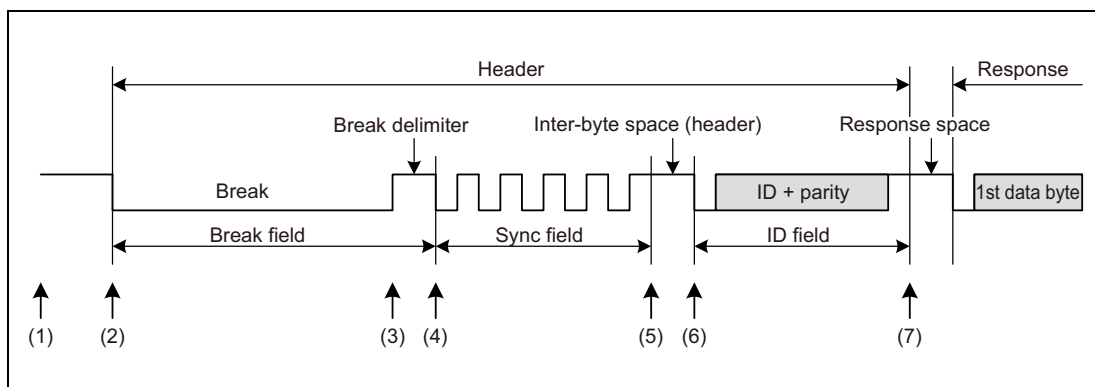 Header
Response
Break delimiter
Inter-byte space (header)
Response space
Break
ID + parity
1st data byte
Break field
Sync field
ID field
(1)
(2)
(3)
(4)
(5)
(6)
(7)